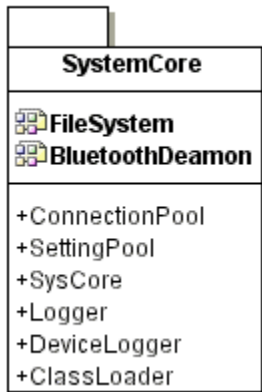 SystemCore
FileSystem
BluetoothDeamon
+ConnectionPool
+SettingPool
+SysCore
+Logger
+DeviceLogger
+ClassLoader